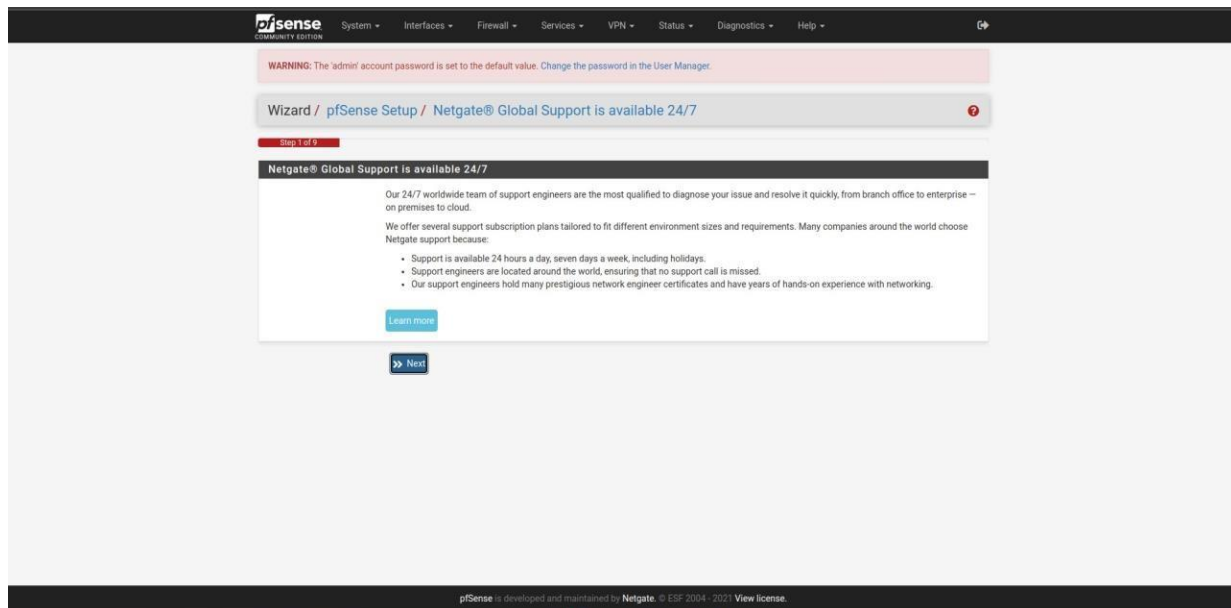 pfsense
COMMUNITY EDITION
System Interfaces Firewall Services VPN Status Diagnostics Help
WARNING: The 'admin' account password is set to the default value. Change the password in the User Manager.
Wizard / pfSense Setup / Netgate® Global Support is available 24/7
Step 1 of 9
Netgate® Global Support is available 24/7
Our 24/7 worldwide team of support engineers are the most qualified to diagnose your issue and resolve it quickly, from branch office to enterprise —
on premises to cloud.
We offer several support subscription plans tailored to fit different environment sizes and requirements. Many companies around the world choose
Netgate support because:
• Support is available 24 hours a day, seven days a week, including holidays.
• Support engineers are located around the world, ensuring that no support call is missed.
• Our support engineers hold many prestigious network engineer certificates and have years of hands-on experience with networking.
Learn more
Next
pfSense is developed and maintained by Netgate. © ESF 2004 - 2021 View license.